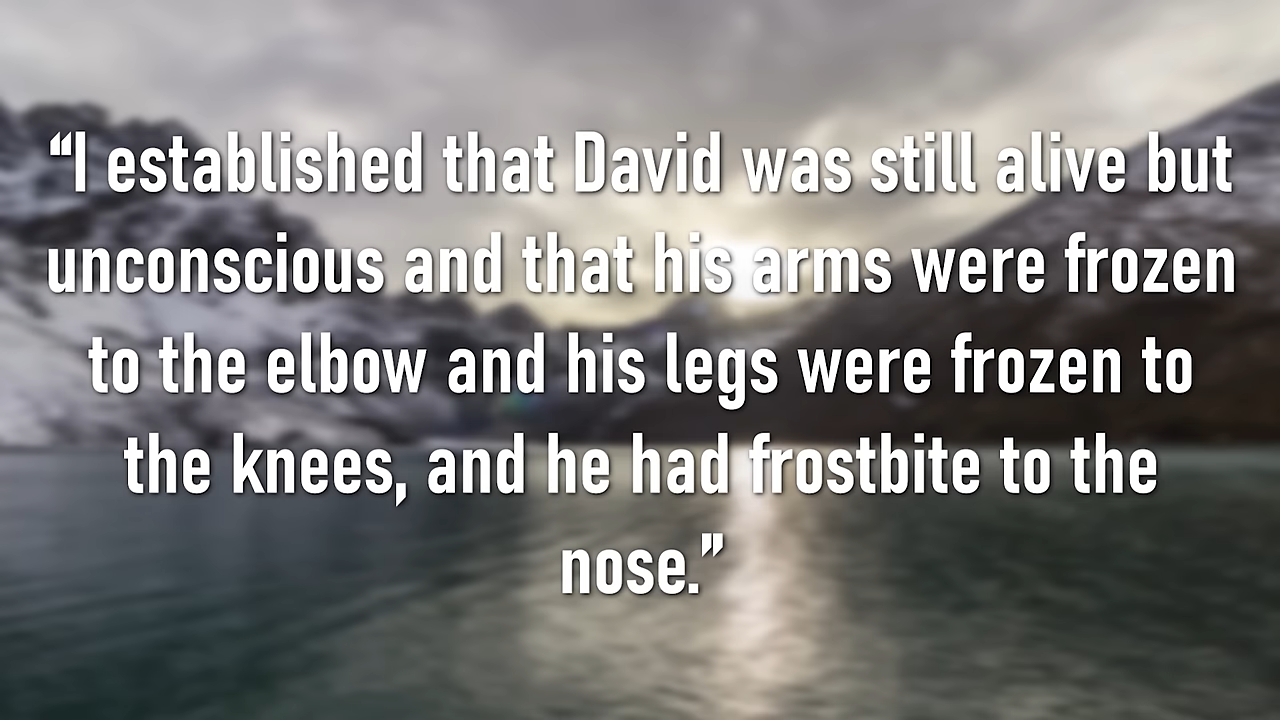 “I established that David was still alive but
unconscious and that his arms were frozen
to the elbow and his legs were frozen to
the knees, and he had frostbite to the
nose.”